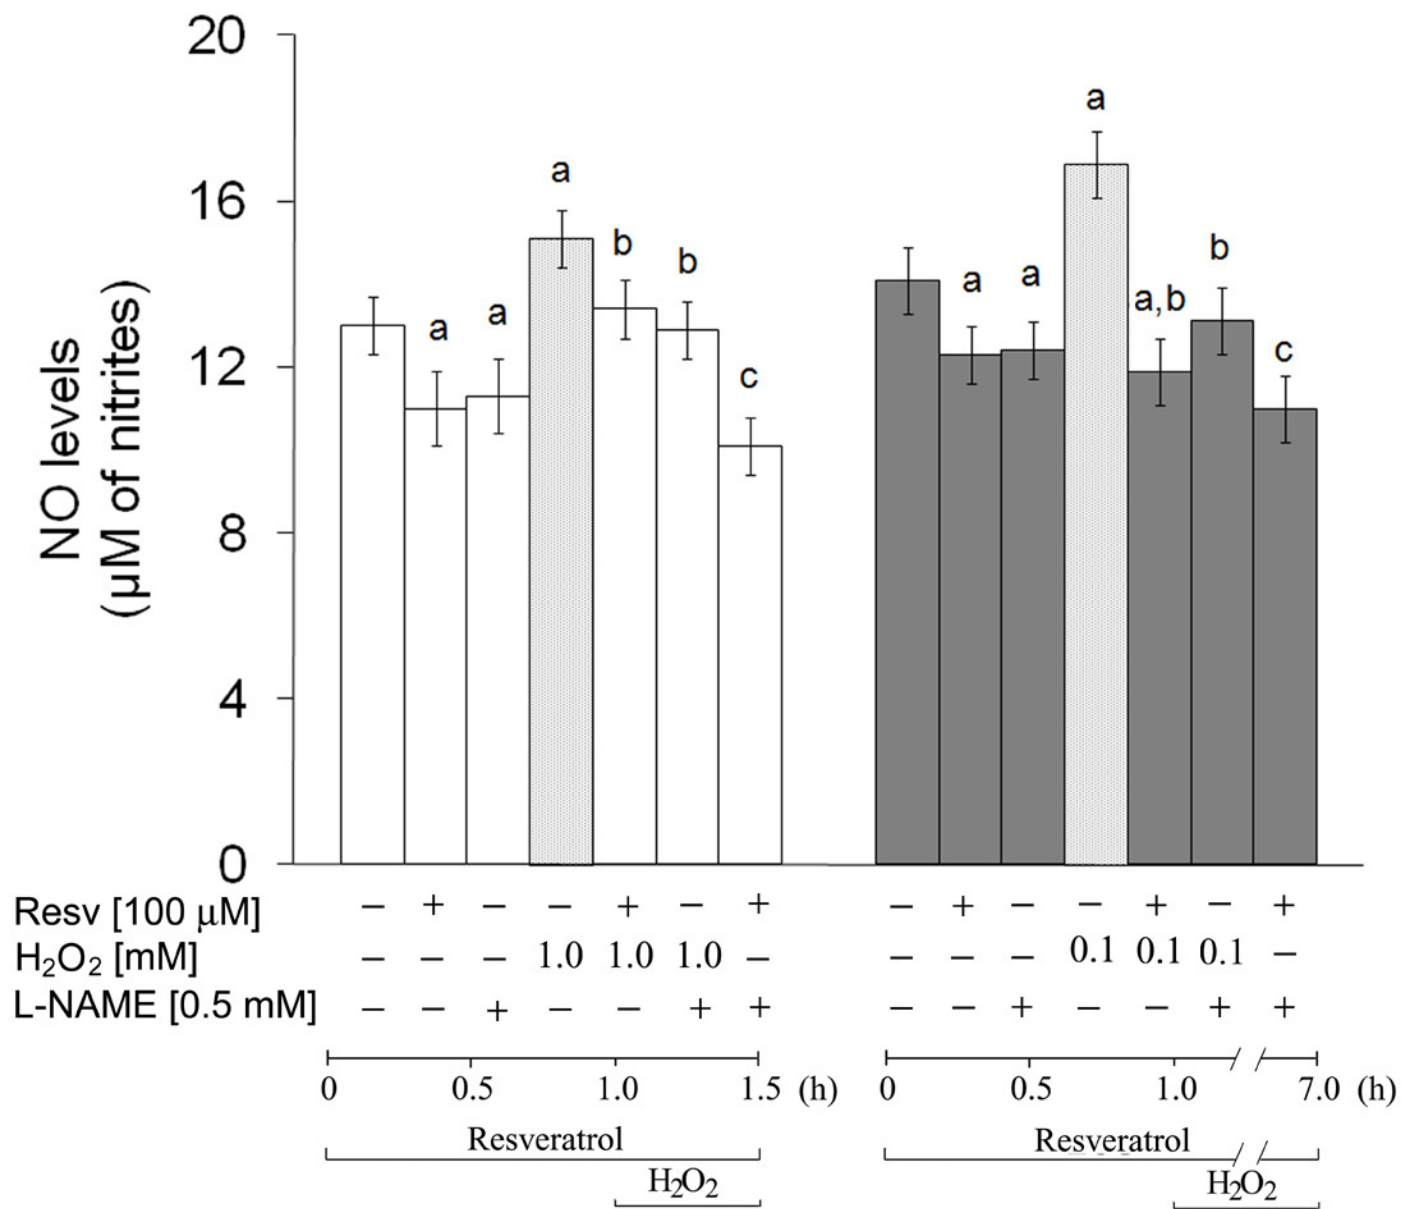 20
16
12
8
4
0
NO levels
(µM of nitrites)
a a a b b c
a a a a,b b c
Resv [100 µM] – + – – + – + – + – – + – +
H₂O₂ [mM] – – – 1.0 1.0 1.0 – – – – 0.1 0.1 0.1 –
L-NAME [0.5 mM] – – + – – + + – – + – – + +
0 0.5 1.0 1.5 (h) 0 0.5 1.0 7.0 (h)
Resveratrol Resveratrol
H₂O₂ H₂O₂